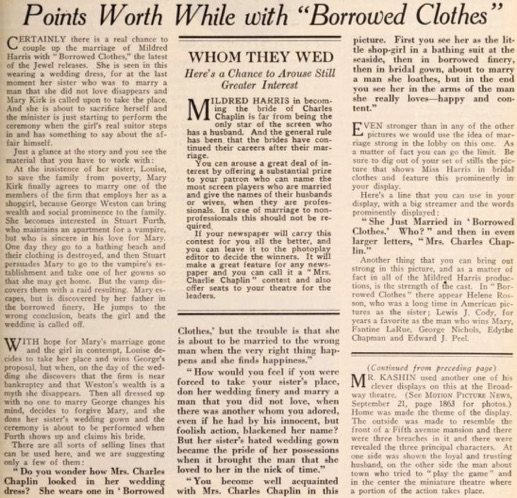 Points Worth While with "Borrowed Clothes"
CERTAINLY there is a real chance to
couple up the marriage of Mildred
Harris with "Borrowed Clothes," the latest
of the Jewel releases. She is seen in this
wearing a wedding dress, for at the last
moment her sister who was to marry a
man that she did not love disappears and
Mary Kirk is called upon to take the place.
And she is about to sacrifice herself and
the minister is just starting to perform the
ceremony when the girl's real suitor steps
in and has something to say about the af-
fair himself.
Just a glance at the story and you see the
material that you have to work with:
At the insistence of her sister, Louise,
to save the family from poverty, Mary
Kirk finally agrees to marry one of the
members of the firm that employs her as a
shopgirl, because George Weston can bring
wealth and social prominence to the family.
She becomes interested in Stuart Forth,
who maintains an apartment for a vampire,
but who is sincere in his love for Mary.
One day they go to a bathing beach and
their clothing is destroyed, and then Stuart
persuades Mary to go to the vampire's es-
tablishment and take one of her gowns so
that she may get home. But the vamp dis-
covers them with a raid resulting. Mary es-
capes, but is discovered by her father in
the borrowed finery. He jumps to the
wrong conclusion, beats the girl and the
wedding is called off.
WITH hope for Mary's marriage gone
and the girl in contempt, Louise de-
cides to take her place and wins George's
proposal, but when, on the day of the wed-
ding she discovers that the firm is near
bankruptcy and that Weston's wealth is a
myth she disappears. Then all dressed up
with no one to marry George changes his
mind, decides to forgive Mary, and she
dons her sister's wedding gown and the
ceremony is about to be performed when
Forth shows up and claims his bride.
There are all sorts of selling lines that
can be used here, and we are suggesting
only a few of them:
"Do you wonder how Mrs. Charles
Chaplin looked in her wedding
dress? She wears one in 'Borrowed
WHOM THEY WED
Here's a Chance to Arouse Still
Greater Interest
MILDRED HARRIS in becom-
ing the bride of Charles
Chaplin is far from being the
only star of the screen who
has a husband. And the general rule
has been that the brides have con-
tinued their careers after their mar-
riage.
You can arouse a great deal of in-
terest by offering a substantial prize
to your patron who can name the
most screen players who are married
and give the names of their husbands
or wives, when they are profes-
sionals. In case of marriage to non-
professionals this should not be re-
quired.
If your newspaper will carry this
contest for you all the better, and
you can leave it to the photoplay
editor to decide the winners. It will
make a great feature for any news-
paper and you can call it a "Mrs.
Charlie Chaplin" contest and also
offer seats to your theatre for the
leaders.
Clothes,' but the trouble is that she
is about to be married to the wrong
man when the very right thing hap-
pens and she finds happiness."
"How would you feel if you were
forced to take your sister's place,
don her wedding finery and marry a
man that you did not love, when
there was another whom you adored,
even if he had by his innocent, but
foolish action, blackened her name?
But her sister's hated wedding gown
became the pride of her possessions
when it brought the man that she
loved to her in the nick of time."
"You become well acquainted
with Mrs. Charles Chaplin in this
picture. First you see her as the lit-
tle shop-girl in a bathing suit at the
seaside, then in borrowed finery,
then in bridal gown, about to marry
a man she loathes, but in the end
you see her in the arms of the man
she really loves—happy and con-
tent."
EVEN stronger than in any of the other
pictures we would use the idea of mar-
riage strong in the lobby on this one. As
a matter of fact you can go the limit. Be
sure to dig out of your set of stills the pic-
ture that shows Miss Harris in bridal
clothes and feature this prominently in
your display.
Here's a line that you can use in your
display, with a big streamer and the words
prominently displayed:
"She Just Married in 'Borrowed
Clothes.' Who?" and then in even
larger letters, "Mrs. Charles Chap-
lin."
Another thing that you can bring out
strong in this picture, and as a matter of
fact in all of the Mildred Harris produc-
tions, is the strength of the cast. In "Bor-
rowed Clothes" there appear Helene Ros-
son, who was a long time in American pic-
tures as the sister; Lewis J. Cody, for
years a favorite as the man who wins Mary,
Fantine LaRue, George Nichols, Edythe
Chapman and Edward J. Peel.
(Continued from preceding page)
MR. KASHIN used another one of his
clever displays on this at the Broad-
way theatre. (See MOTION PICTURE NEWS,
September 21, page 1863 for photos.)
Home was made the theme of the display.
The outside was made to resemble the
front of a Fifth avenue mansion and there
were three breaches in it and there were
revealed the three principal characters. At
one side was shown the loyal and trusting
husband, on the other side the man about
town who tried to "play the game" and
in the center the miniature theatre where
a portion of the action takes place.